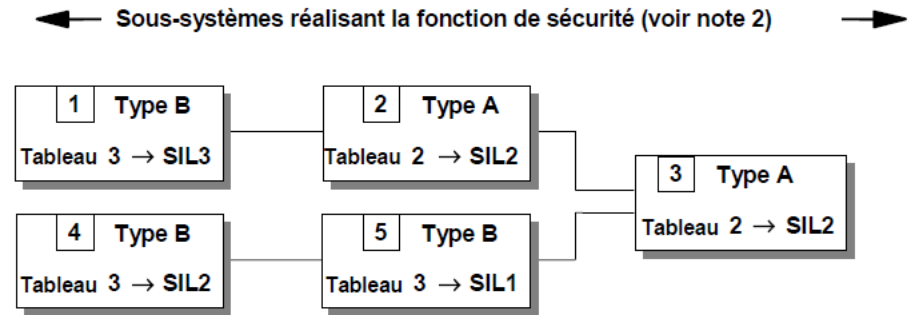 Sous-systèmes réalisant la fonction de sécurité (voir note 2)
1 Type B
Tableau 3 → SIL3
2 Type A
Tableau 2 → SIL2
3 Type A
Tableau 2 → SIL2
4 Type B
Tableau 3 → SIL2
5 Type B
Tableau 3 → SIL1